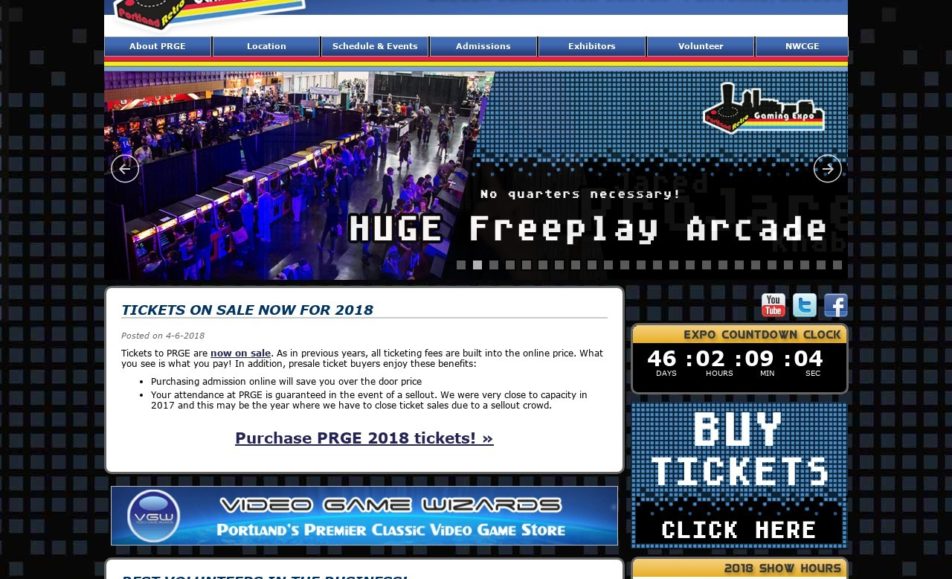 Portland Retro Gaming Expo
About PRGE
Location
Schedule & Events
Admissions
Exhibitors
Volunteer
NWCGE
Portland Retro Gaming Expo
No quarters necessary!
HUGE Freeplay Arcade
TICKETS ON SALE NOW FOR 2018
Posted on 4-6-2018
Tickets to PRGE are now on sale. As in previous years, all ticketing fees are built into the online price. What
you see is what you pay! In addition, presale ticket buyers enjoy these benefits:
• Purchasing admission online will save you over the door price
• Your attendance at PRGE is guaranteed in the event of a sellout. We were very close to capacity in
2017 and this may be the year where we have to close ticket sales due to a sellout crowd.
Purchase PRGE 2018 tickets! »
VGW
VIDEO GAME WIZARDS
PORTLAND'S PREMIER CLASSIC VIDEO GAME STORE
BEST VOLUNTEERS IN THE BUSINESS!
You
Tube
EXPO COUNTDOWN CLOCK
46 :02 :09 :04
DAYS HOURS MIN SEC
BUY
TICKETS
CLICK HERE
2018 SHOW HOURS